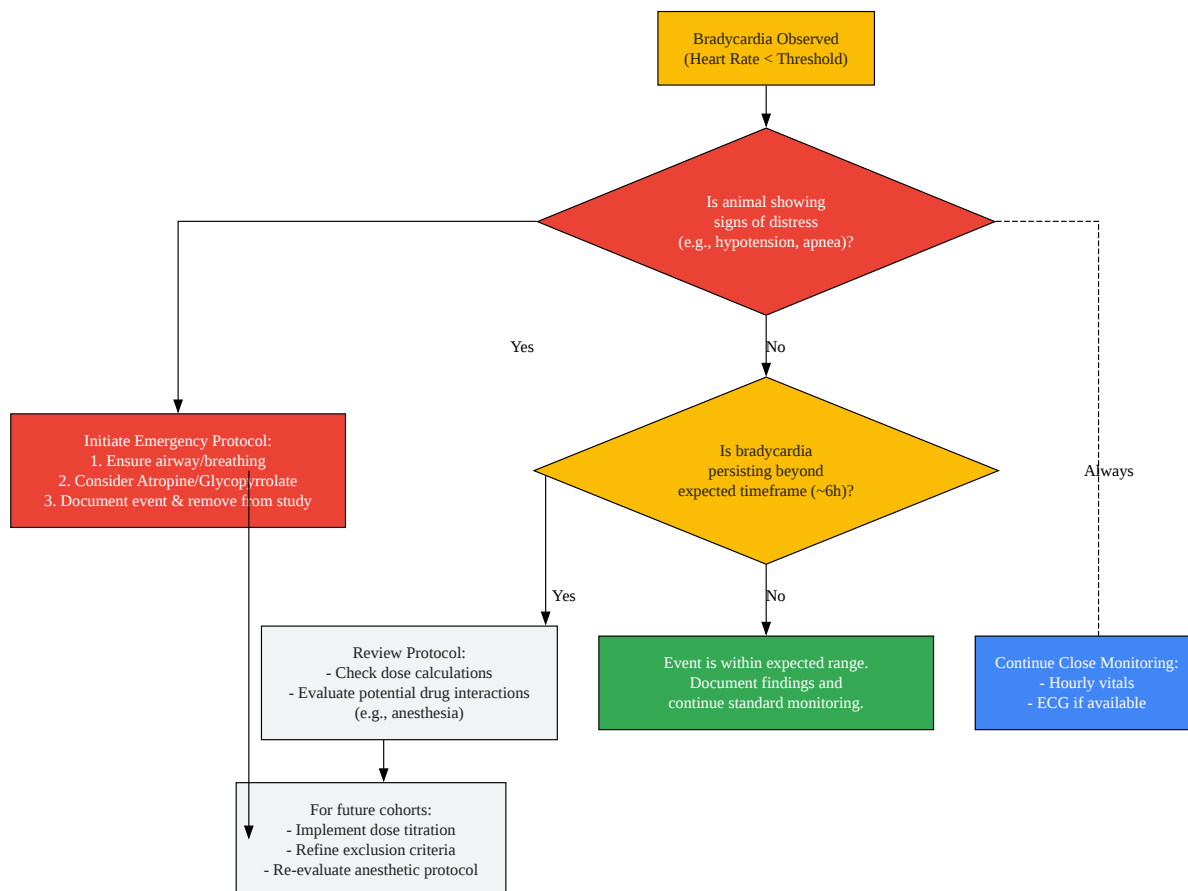 Bradycardia Observed
(Heart Rate < Threshold)
Is animal showing
signs of distress
(e.g., hypotension, apnea)?
Yes
No
Initiate Emergency Protocol:
1. Ensure airway/breathing
2. Consider Atropine/Glycopyrrolate
3. Document event & remove from study
Is bradycardia
persisting beyond
expected timeframe (~6h)?
Always
Yes
No
Review Protocol:
- Check dose calculations
- Evaluate potential drug interactions
(e.g., anesthesia)
Event is within expected range.
Document findings and
continue standard monitoring.
Continue Close Monitoring:
- Hourly vitals
- ECG if available
For future cohorts:
- Implement dose titration
- Refine exclusion criteria
- Re-evaluate anesthetic protocol